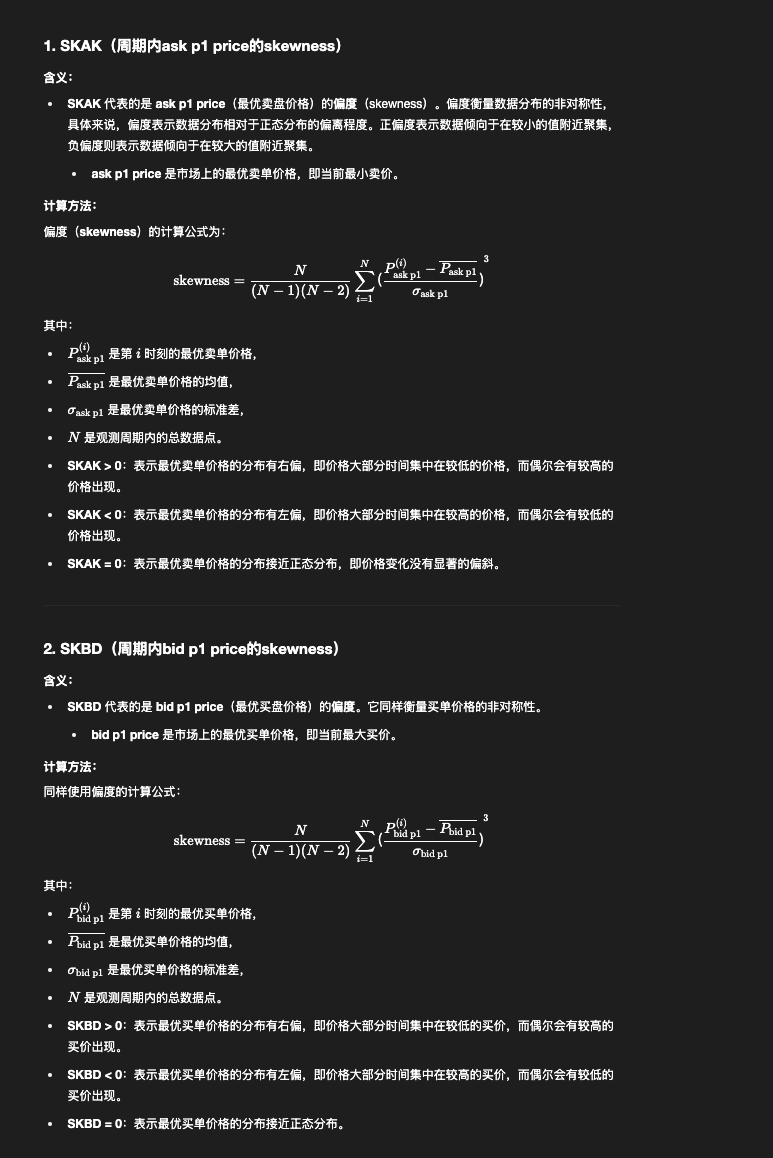 1. SKAK（周期内ask p1 price的skewness）
含义：
• SKAK 代表的是 ask p1 price（最优卖盘价格）的偏度（skewness）。偏度衡量数据分布的非对称性，
具体来说，偏度表示数据分布相对于正态分布的偏离程度。正偏度表示数据倾向于在较小的值附近聚集，
负偏度则表示数据倾向于在较大的值附近聚集。
• ask p1 price 是市场上的最优卖单价格，即当前最小卖价。
计算方法：
偏度（skewness）的计算公式为：
$$\text{skewness} = \frac{N}{(N-1)(N-2)} \sum_{i=1}^{N} (\frac{P_{\text{ask p1}}^{(i)} - \overline{P_{\text{ask p1}}}}{\sigma_{\text{ask p1}}})^3$$
其中：
• $P_{\text{ask p1}}^{(i)}$ 是第 $i$ 时刻的最优卖单价格，
• $\overline{P_{\text{ask p1}}}$ 是最优卖单价格的均值，
• $\sigma_{\text{ask p1}}$ 是最优卖单价格的标准差，
• $N$ 是观测周期内的总数据点。
• SKAK > 0：表示最优卖单价格的分布有右偏，即价格大部分时间集中在较低的价格，而偶尔会有较高的
价格出现。
• SKAK < 0：表示最优卖单价格的分布有左偏，即价格大部分时间集中在较高的价格，而偶尔会有较低的
价格出现。
• SKAK = 0：表示最优卖单价格的分布接近正态分布，即价格变化没有显著的偏斜。
2. SKBD（周期内bid p1 price的skewness）
含义：
• SKBD 代表的是 bid p1 price（最优买盘价格）的偏度。它同样衡量买单价格的非对称性。
• bid p1 price 是市场上的最优买单价格，即当前最大买价。
计算方法：
同样使用偏度的计算公式：
$$\text{skewness} = \frac{N}{(N-1)(N-2)} \sum_{i=1}^{N} (\frac{P_{\text{bid p1}}^{(i)} - \overline{P_{\text{bid p1}}}}{\sigma_{\text{bid p1}}})^3$$
其中：
• $P_{\text{bid p1}}^{(i)}$ 是第 $i$ 时刻的最优买单价格，
• $\overline{P_{\text{bid p1}}}$ 是最优买单价格的均值，
• $\sigma_{\text{bid p1}}$ 是最优买单价格的标准差，
• $N$ 是观测周期内的总数据点。
• SKBD > 0：表示最优买单价格的分布有右偏，即价格大部分时间集中在较低的买价，而偶尔会有较高的
买价出现。
• SKBD < 0：表示最优买单价格的分布有左偏，即价格大部分时间集中在较高的买价，而偶尔会有较低的
买价出现。
• SKBD = 0：表示最优买单价格的分布接近正态分布。